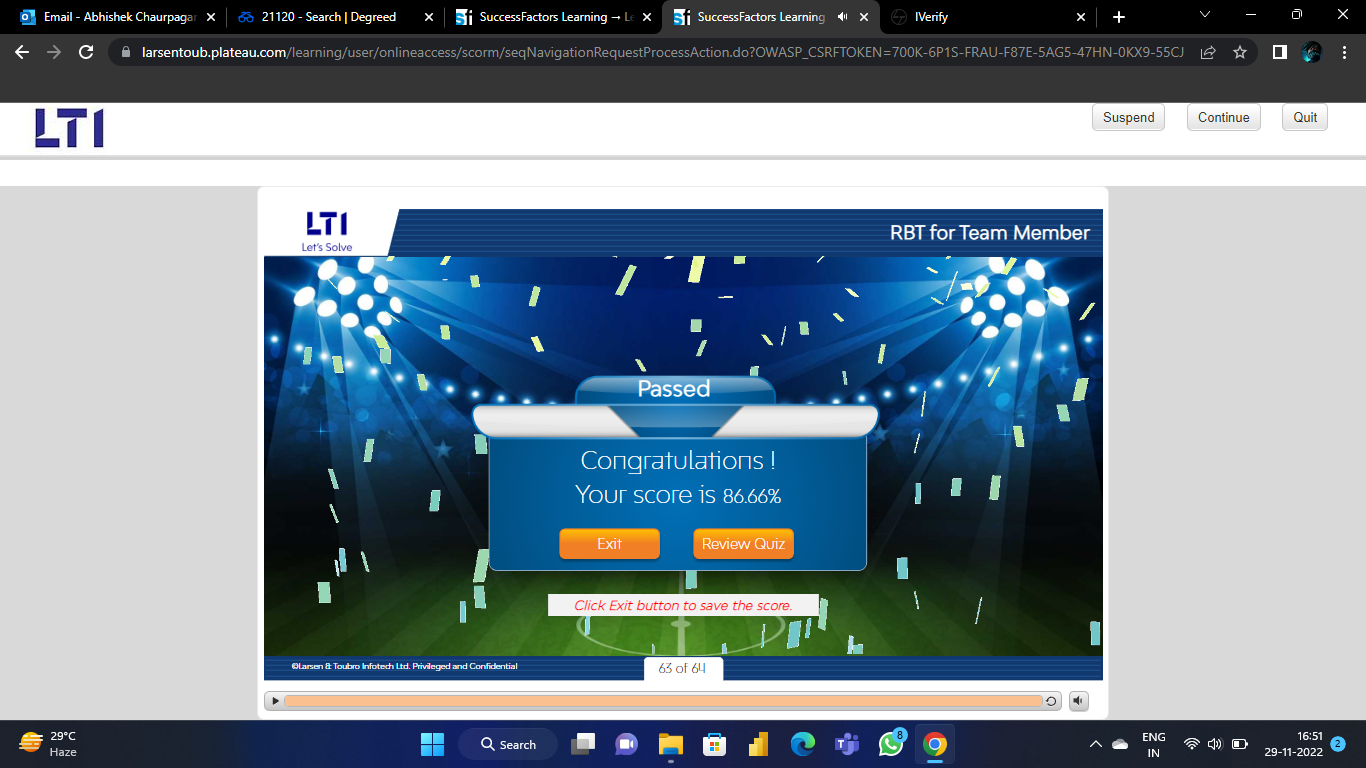 Email - Abhishek Chaurpagar
21120 - Search | Degreed
SuccessFactors Learning → Le
SuccessFactors Learning
IVerify
larsentoub.plateau.com/learning/user/onlineaccess/scorm/seqNavigationRequestProcessAction.do?OWASP_CSRFTOKEN=700K-6P1S-FRAU-F87E-5AG5-47HN-0KX9-55CJ
LTI
Suspend
Continue
Quit
LTI
Let's Solve
RBT for Team Member
Passed
Congratulations !
Your score is 86.66%
Exit
Review Quiz
Click Exit button to save the score.
©Larsen & Toubro Infotech Ltd. Privileged and Confidential
63 of 64
29°C
Haze
Search
8
ENG
IN
16:51
29-11-2022
2